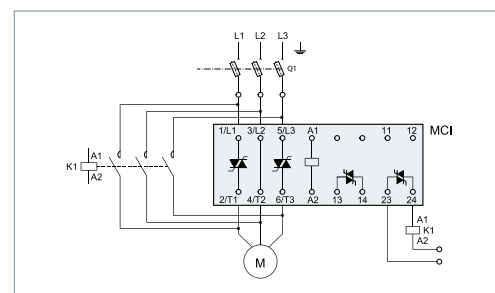 L1 L2 L3
Q1
1/L1 3/L2 5/L3 A1 11 12 MCI
A1
K1
A2
2/T1 4/T2 6/T3 A2 13 14 23 24
A1
K1
A2
M